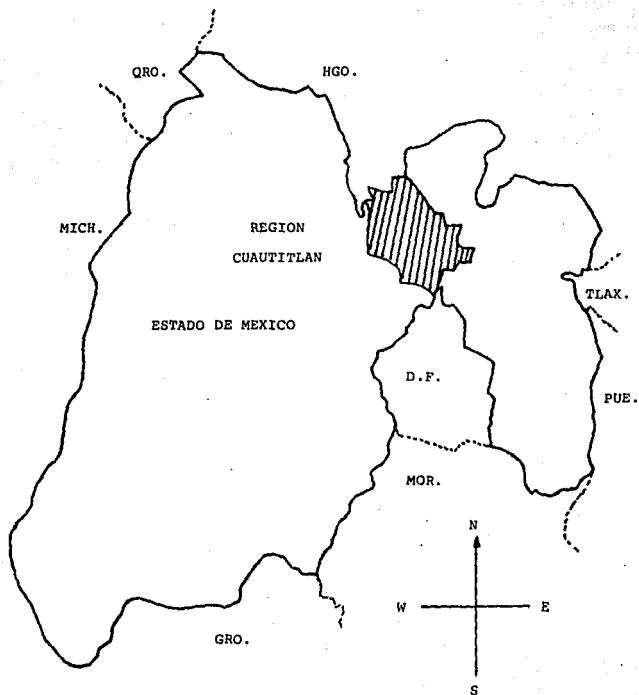 QRO.
HGO.
MICH.
REGION
CUAUTITLAN
TLAX.
ESTADO DE MEXICO
D.F.
PUE.
MOR.
N
W
E
GRO.
S